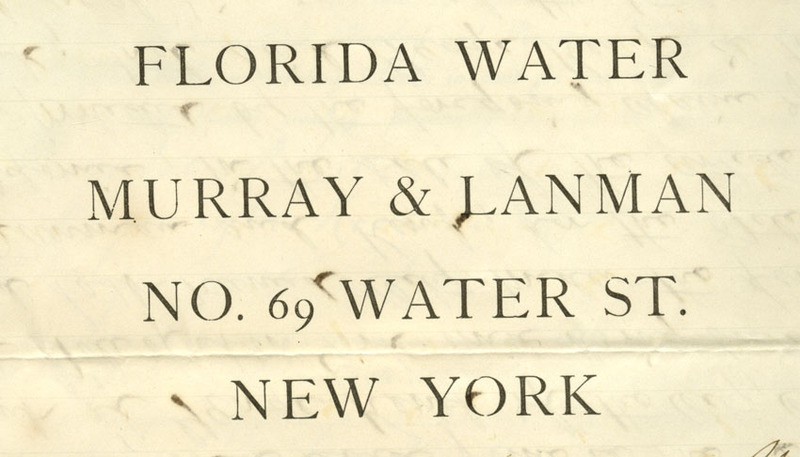 FLORIDA WATER
MURRAY & LANMAN
NO. 69 WATER ST.
NEW YORK